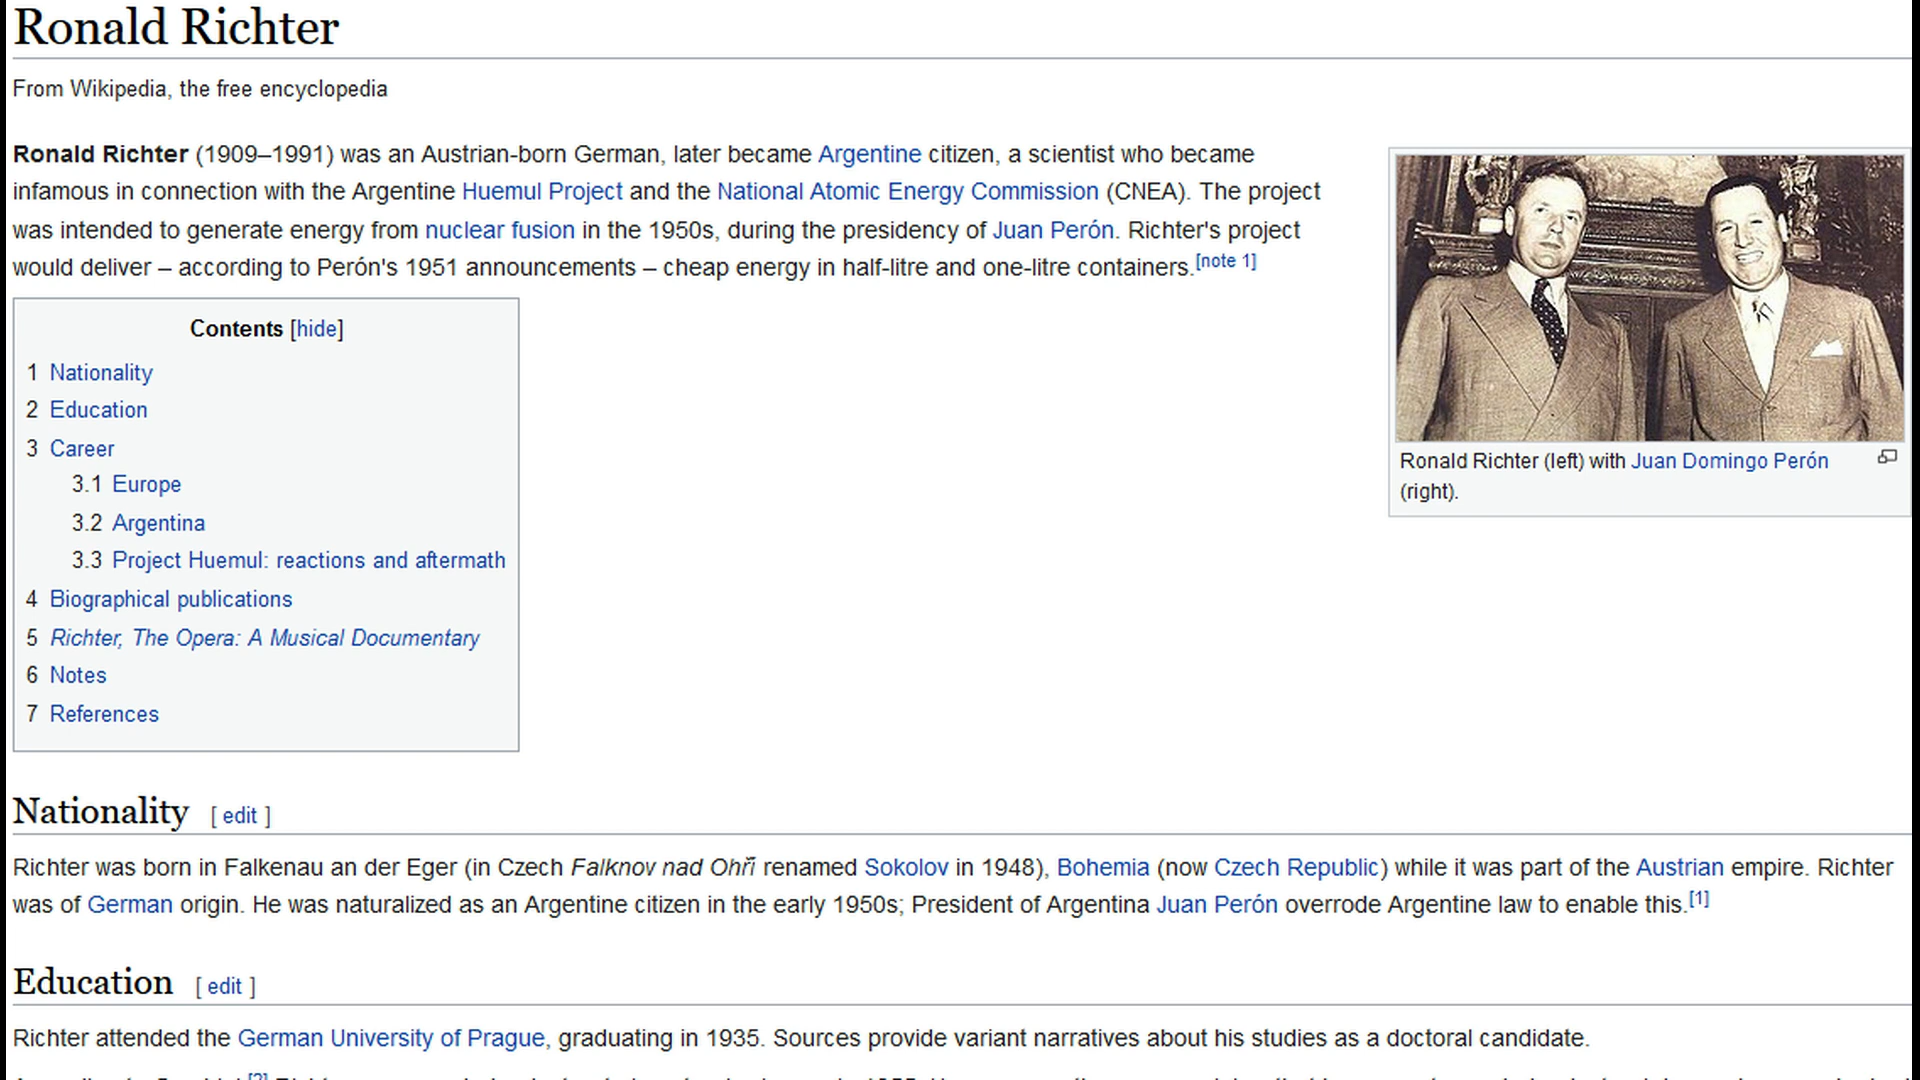 Ronald Richter
From Wikipedia, the free encyclopedia
Ronald Richter (1909–1991) was an Austrian-born German, later became Argentine citizen, a scientist who became
infamous in connection with the Argentine Huemul Project and the National Atomic Energy Commission (CNEA). The project
was intended to generate energy from nuclear fusion in the 1950s, during the presidency of Juan Perón. Richter's project
would deliver – according to Perón's 1951 announcements – cheap energy in half-litre and one-litre containers.[note 1]
Ronald Richter (left) with Juan Domingo Perón
(right).
Contents [hide]
1 Nationality
2 Education
3 Career
3.1 Europe
3.2 Argentina
3.3 Project Huemul: reactions and aftermath
4 Biographical publications
5 Richter, The Opera: A Musical Documentary
6 Notes
7 References
Nationality [ edit ]
Richter was born in Falkenau an der Eger (in Czech Falknov nad Ohří renamed Sokolov in 1948), Bohemia (now Czech Republic) while it was part of the Austrian empire. Richter
was of German origin. He was naturalized as an Argentine citizen in the early 1950s; President of Argentina Juan Perón overrode Argentine law to enable this.[1]
Education [ edit ]
Richter attended the German University of Prague, graduating in 1935. Sources provide variant narratives about his studies as a doctoral candidate.